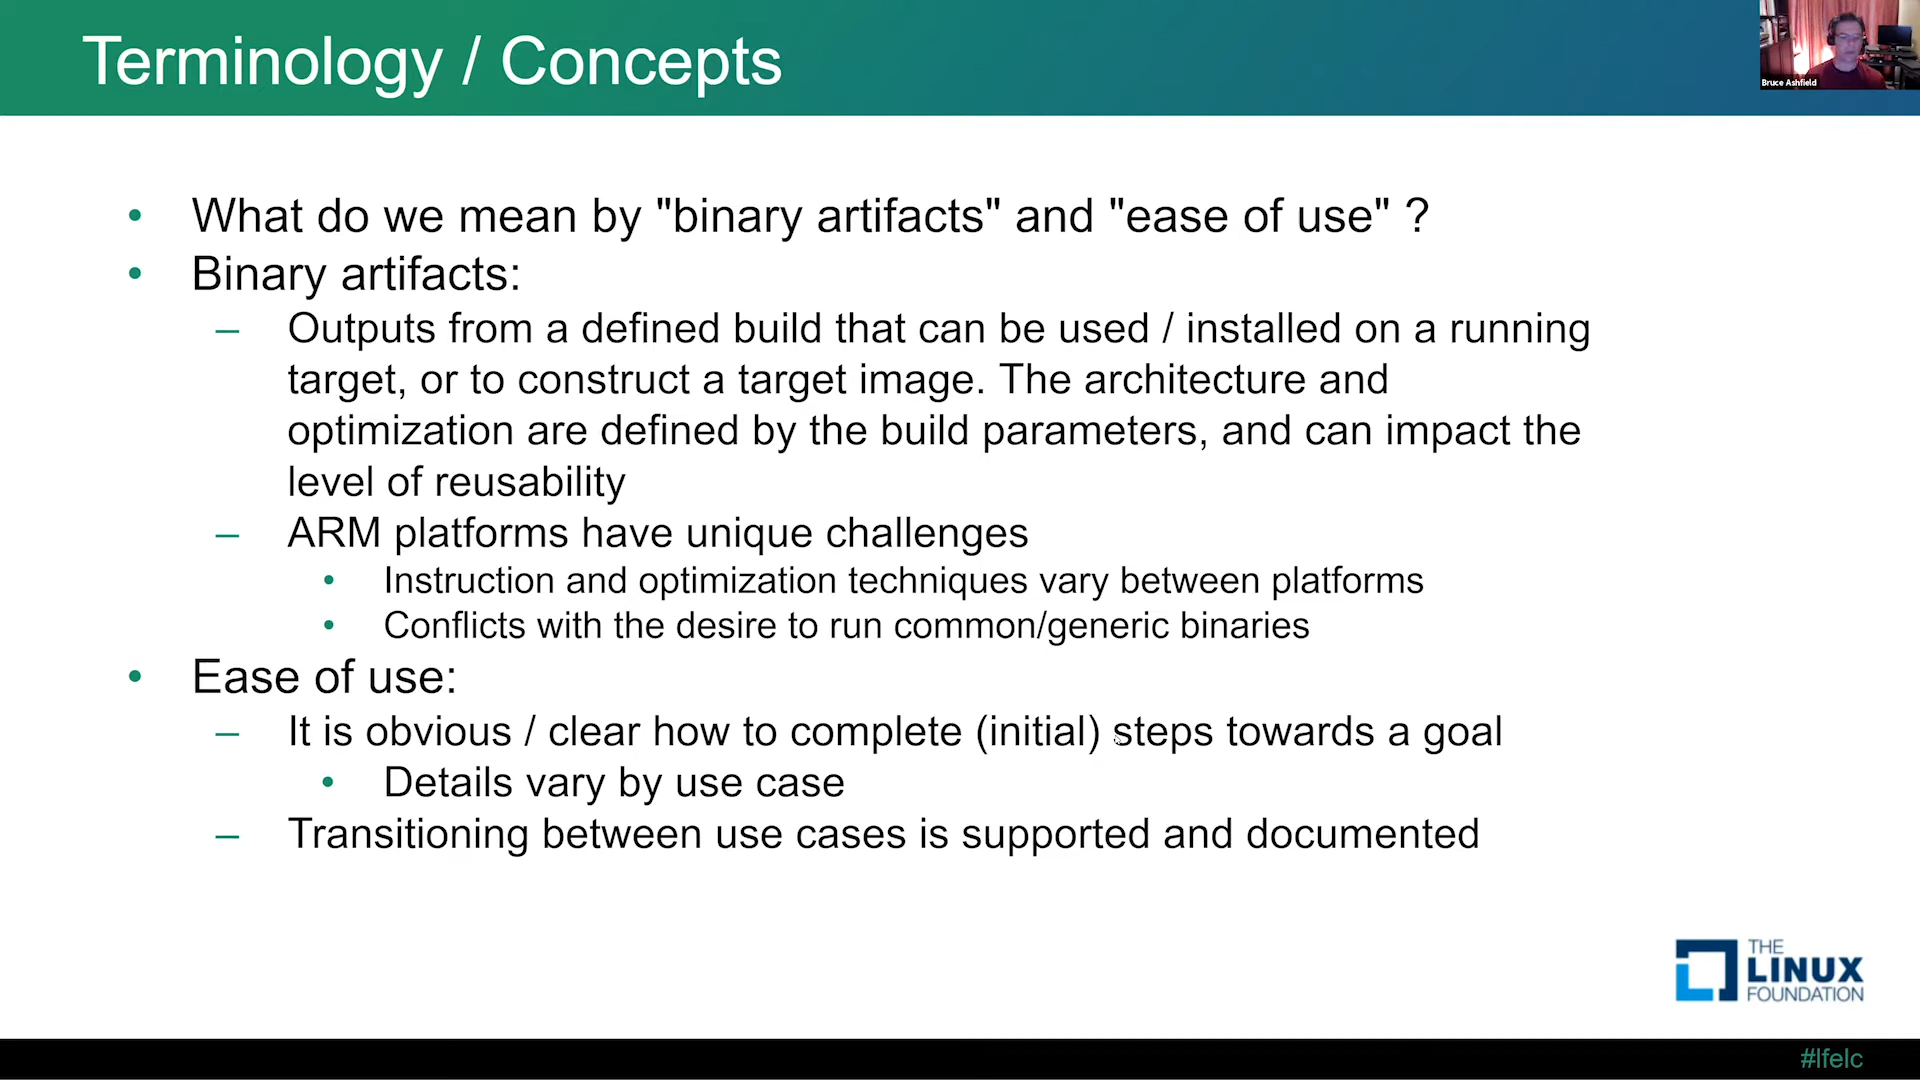 Terminology / Concepts
Bruce Ashfield
• What do we mean by "binary artifacts" and "ease of use" ?
• Binary artifacts:
– Outputs from a defined build that can be used / installed on a running
target, or to construct a target image. The architecture and
optimization are defined by the build parameters, and can impact the
level of reusability
– ARM platforms have unique challenges
• Instruction and optimization techniques vary between platforms
• Conflicts with the desire to run common/generic binaries
• Ease of use:
– It is obvious / clear how to complete (initial) steps towards a goal
• Details vary by use case
– Transitioning between use cases is supported and documented
THE
LINUX
FOUNDATION
#lfelc